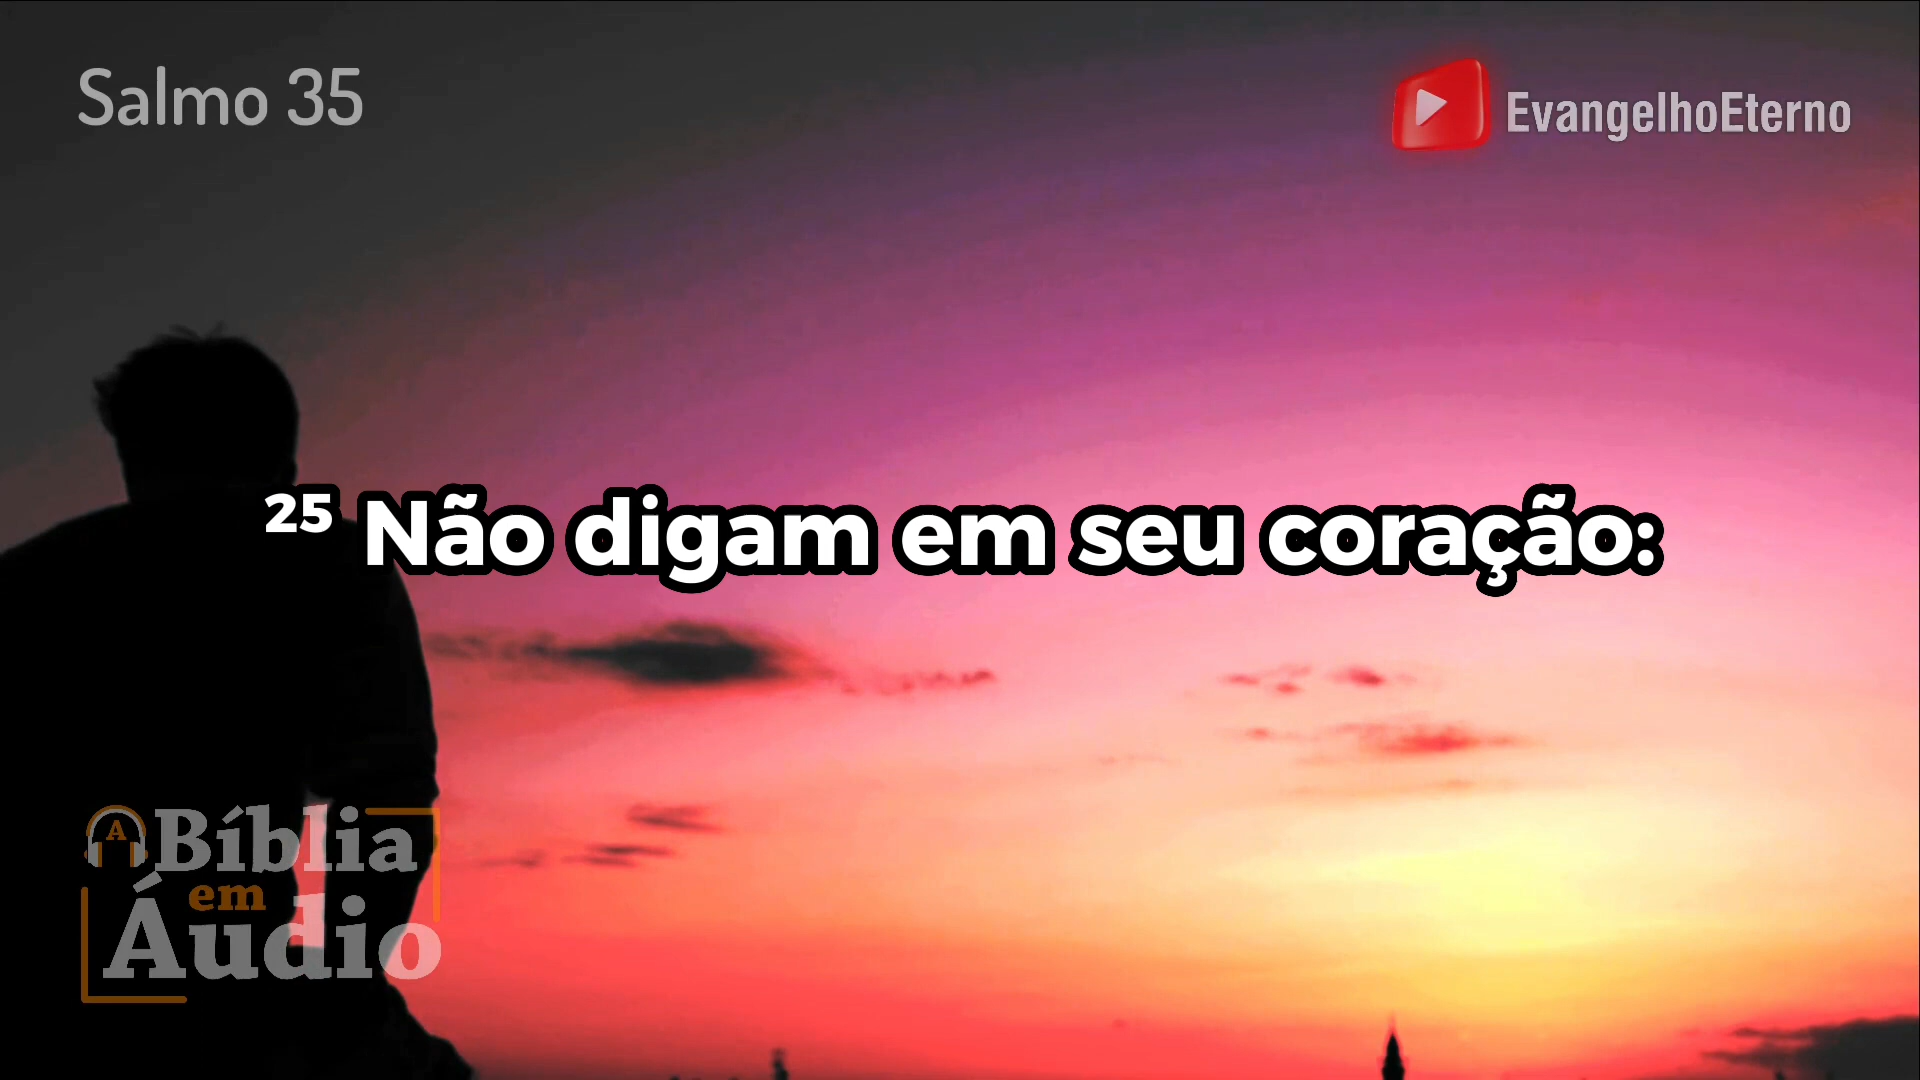 Salmo 35
EvangelhoEterno
²⁵ Não digam em seu coração:
A Bíblia
em
Áudio